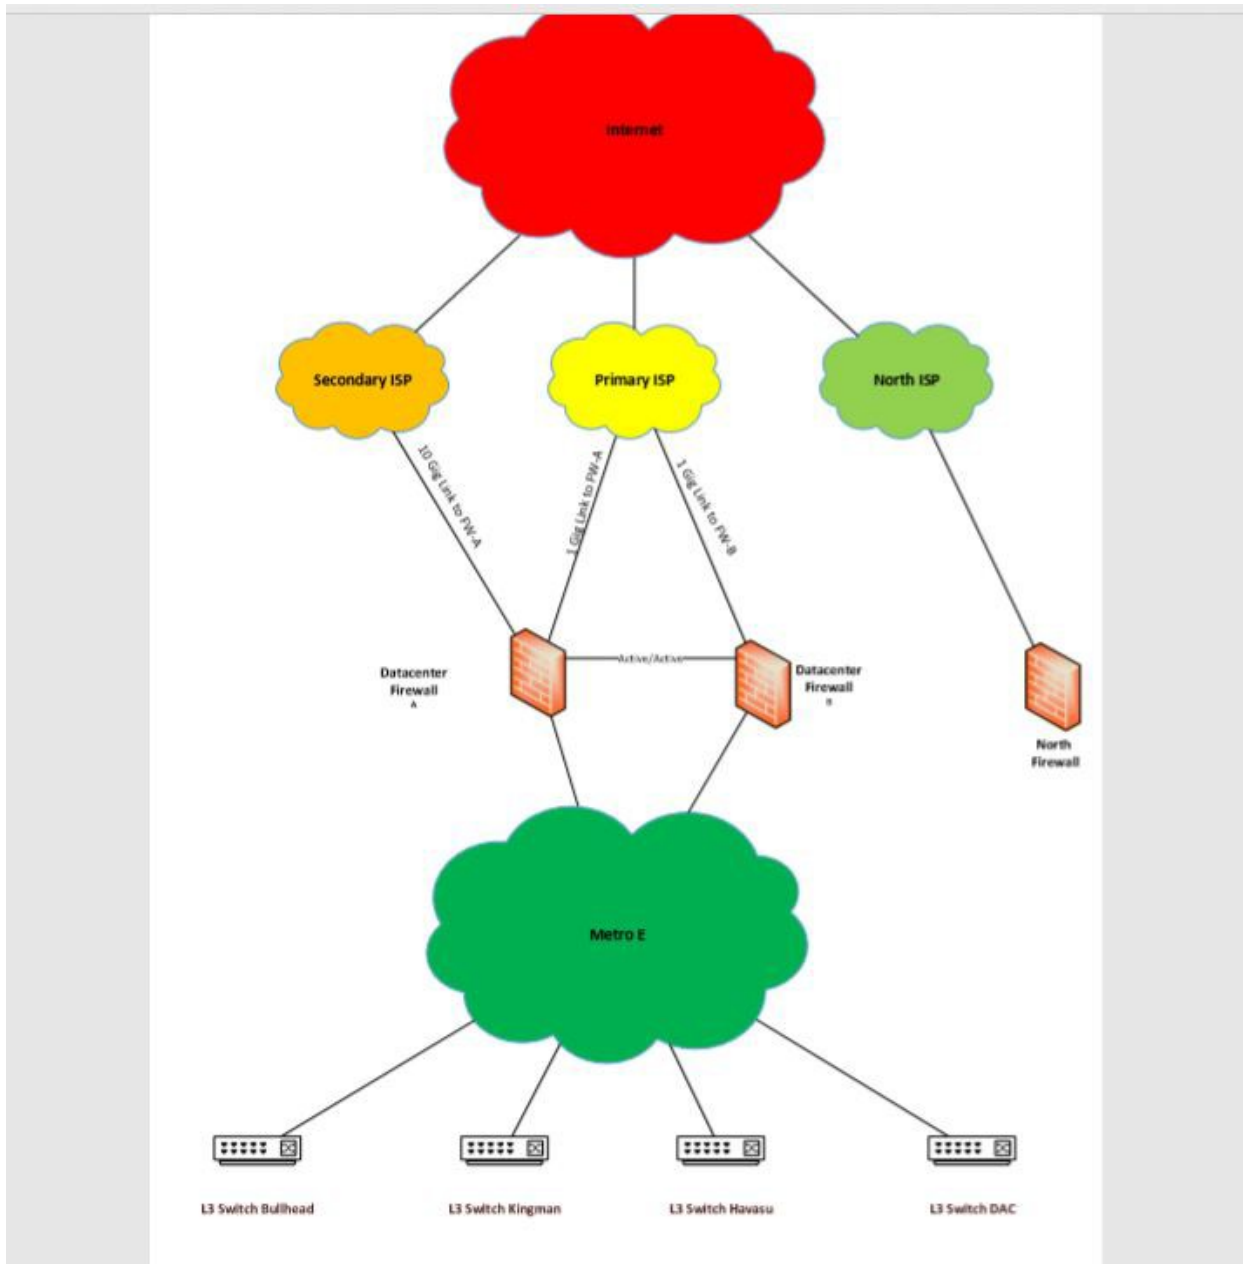 Internet
Secondary ISP
Primary ISP
North ISP
10 Gig Link to FW-A
1 Gig Link to FW-A
1 Gig Link to FW-B
Active/Active
Datacenter
Firewall
A
Datacenter
Firewall
B
North
Firewall
Metro E
L3 Switch Bullhead
L3 Switch Kingman
L3 Switch Havasu
L3 Switch DAC